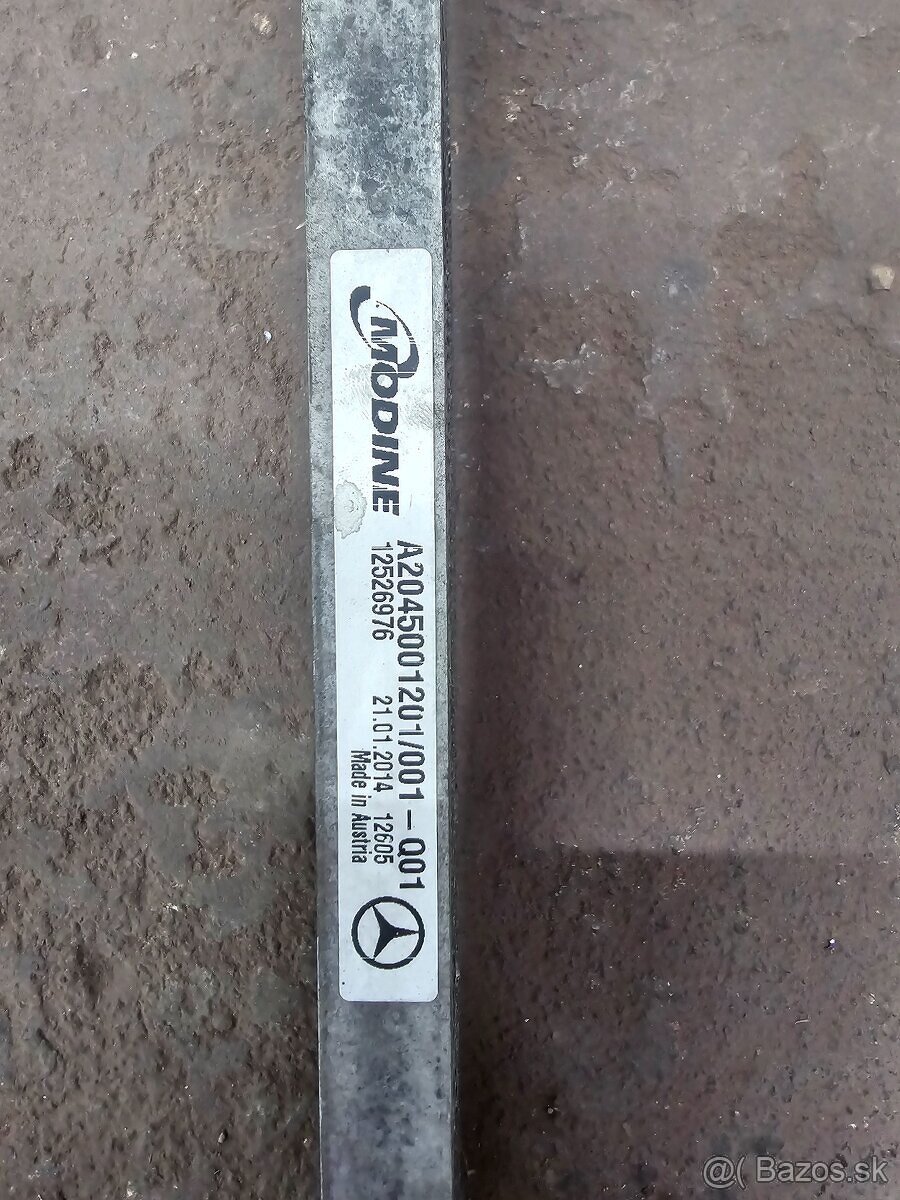 MODINE
A2045001201/001-Q01
12526976 21.01.2014 12605
Made in Austria
@( Bazos.sk